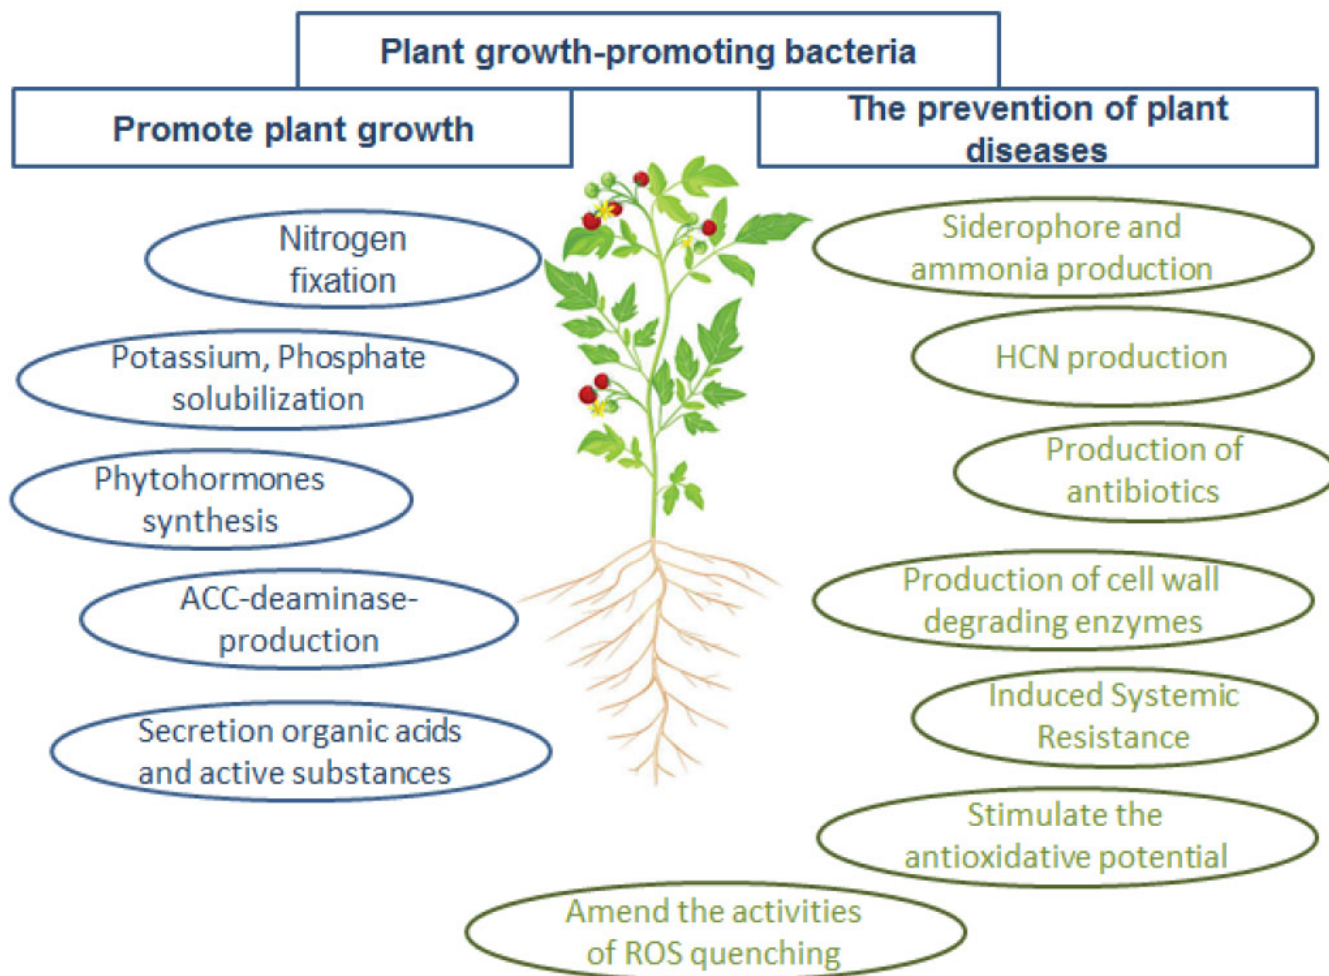 Plant growth-promoting bacteria
Promote plant growth
The prevention of plant
diseases
Nitrogen
fixation
Potassium, Phosphate
solubilization
Phytohormones
synthesis
ACC-deaminase-
production
Secretion organic acids
and active substances
Siderophore and
ammonia production
HCN production
Production of
antibiotics
Production of cell wall
degrading enzymes
Induced Systemic
Resistance
Stimulate the
antioxidative potential
Amend the activities
of ROS quenching